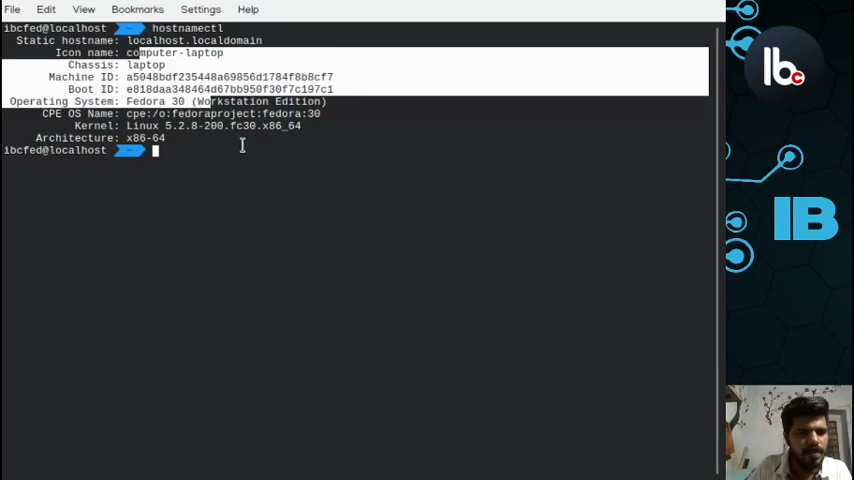 File Edit View Bookmarks Settings Help
ibcfed@localhost ~ hostnamectl
Static hostname: localhost.localdomain
Icon name: computer-laptop
Chassis: laptop
Machine ID: a5048bdf235448a69856d1784f8b8cf7
Boot ID: e818daa348464d67bb950f30f7c197c1
Operating System: Fedora 30 (Workstation Edition)
CPE OS Name: cpe:/o:fedoraproject:fedora:30
Kernel: Linux 5.2.8-200.fc30.x86_64
Architecture: x86-64
ibcfed@localhost ~
Ibc
IB